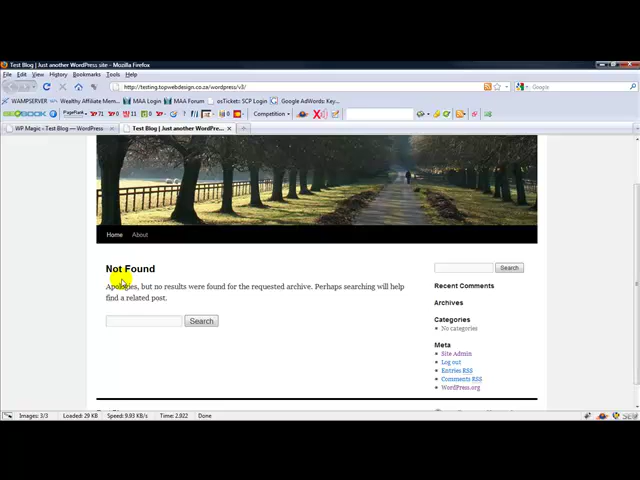 Test Blog | Just another WordPress site - Mozilla Firefox
File Edit View History Bookmarks Tools Help
http://testing.topwebdesign.co.za/wordpress/v3/
Google
WAMPSERVER Wealthy Affiliate Mem... MAA Login MAA Forum osTicket:: SCP Login Google AdWords: Key...
PageRank Competition
WP Magic ‹ Test Blog — WordPress
Test Blog | Just another WordPre...
Home About
Not Found
Apologies, but no results were found for the requested archive. Perhaps searching will help
find a related post.
Search
Search
Recent Comments
Archives
Categories
No categories
Meta
Site Admin
Log out
Entries RSS
Comments RSS
WordPress.org
Images: 3/3 Loaded: 29 KB Speed: 9.93 KB/s Time: 2.922 Done